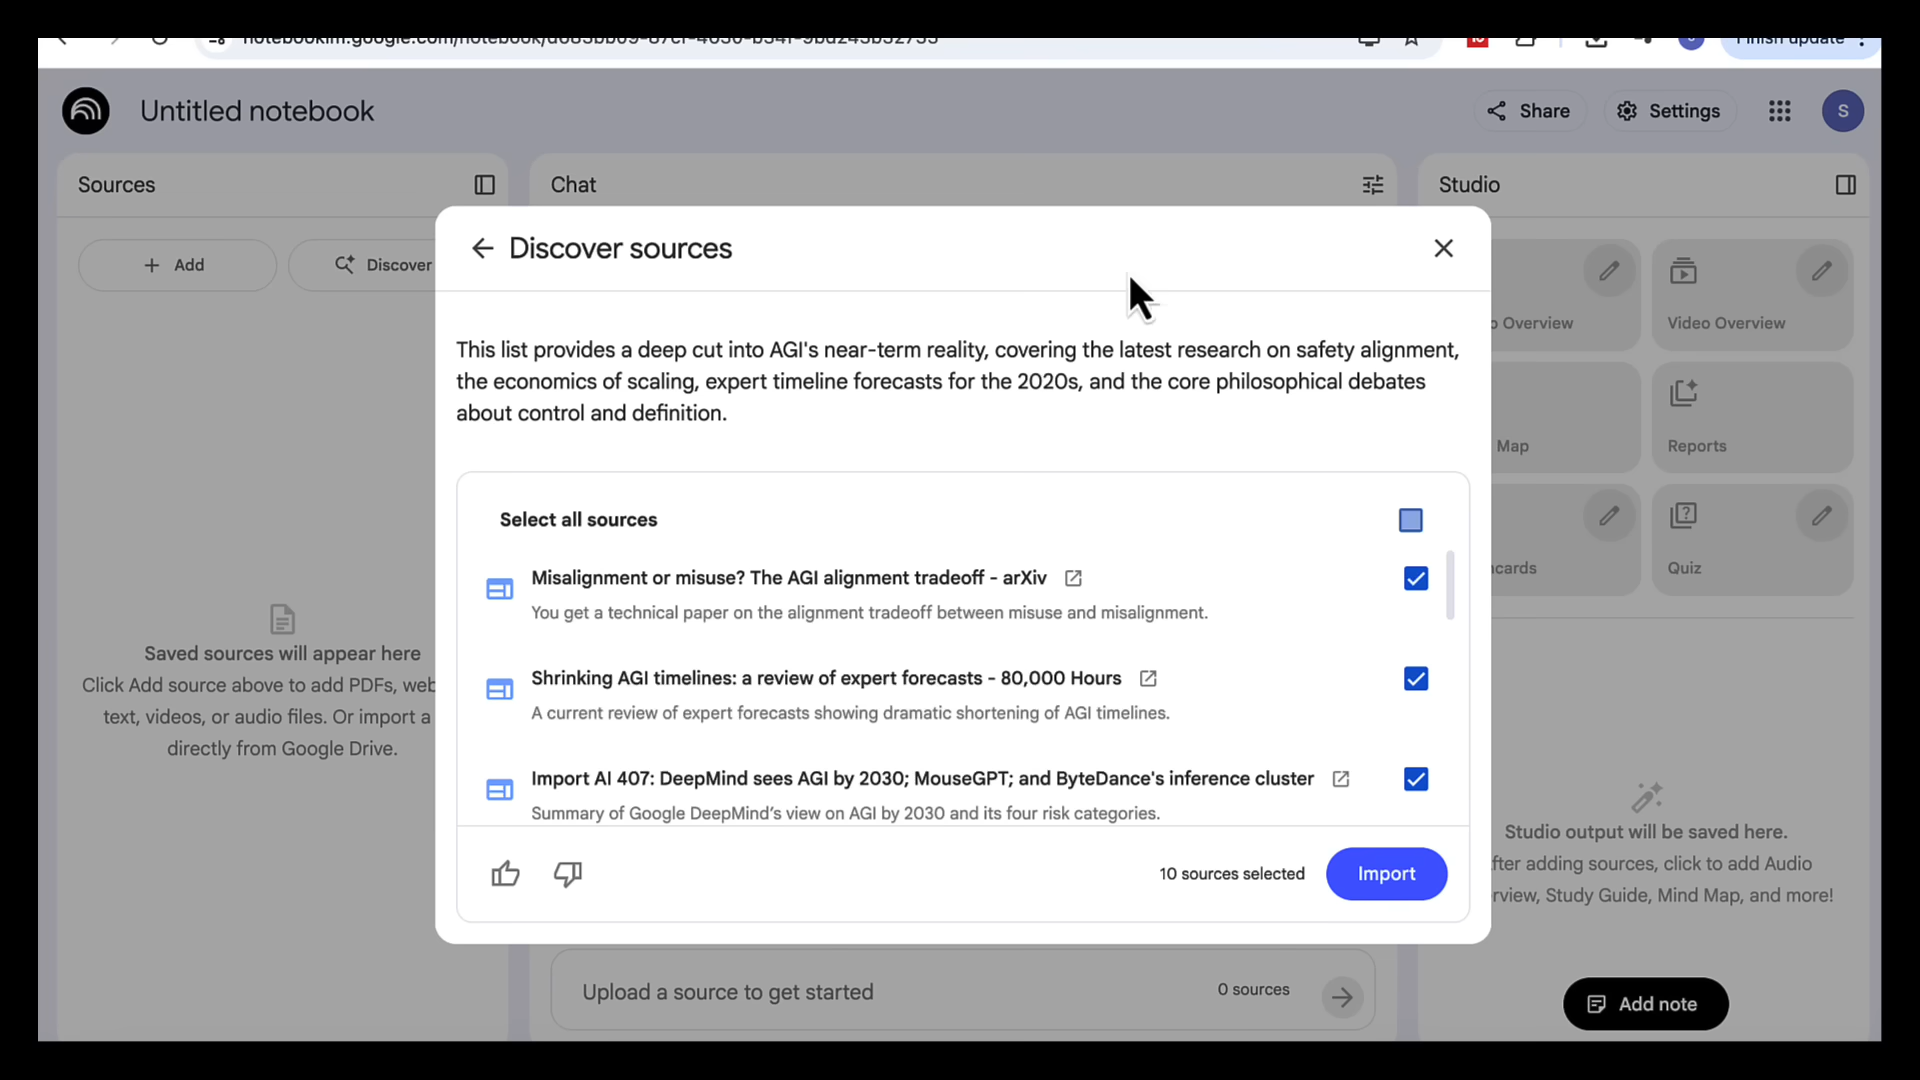 Untitled notebook
Share
Settings
S
Sources
Chat
Studio
Add
Discover
Discover sources
This list provides a deep cut into AGI's near-term reality, covering the latest research on safety alignment,
the economics of scaling, expert timeline forecasts for the 2020s, and the core philosophical debates
about control and definition.
Select all sources
Misalignment or misuse? The AGI alignment tradeoff - arXiv
You get a technical paper on the alignment tradeoff between misuse and misalignment.
Shrinking AGI timelines: a review of expert forecasts - 80,000 Hours
A current review of expert forecasts showing dramatic shortening of AGI timelines.
Import AI 407: DeepMind sees AGI by 2030; MouseGPT; and ByteDance's inference cluster
Summary of Google DeepMind's view on AGI by 2030 and its four risk categories.
10 sources selected
Import
Saved sources will appear here
Click Add source above to add PDFs, web
text, videos, or audio files. Or import a
directly from Google Drive.
Overview
Video Overview
Map
Reports
Quiz
Studio output will be saved here.
adding sources, click to add Audio
Study Guide, Mind Map, and more!
Upload a source to get started
0 sources
Add note